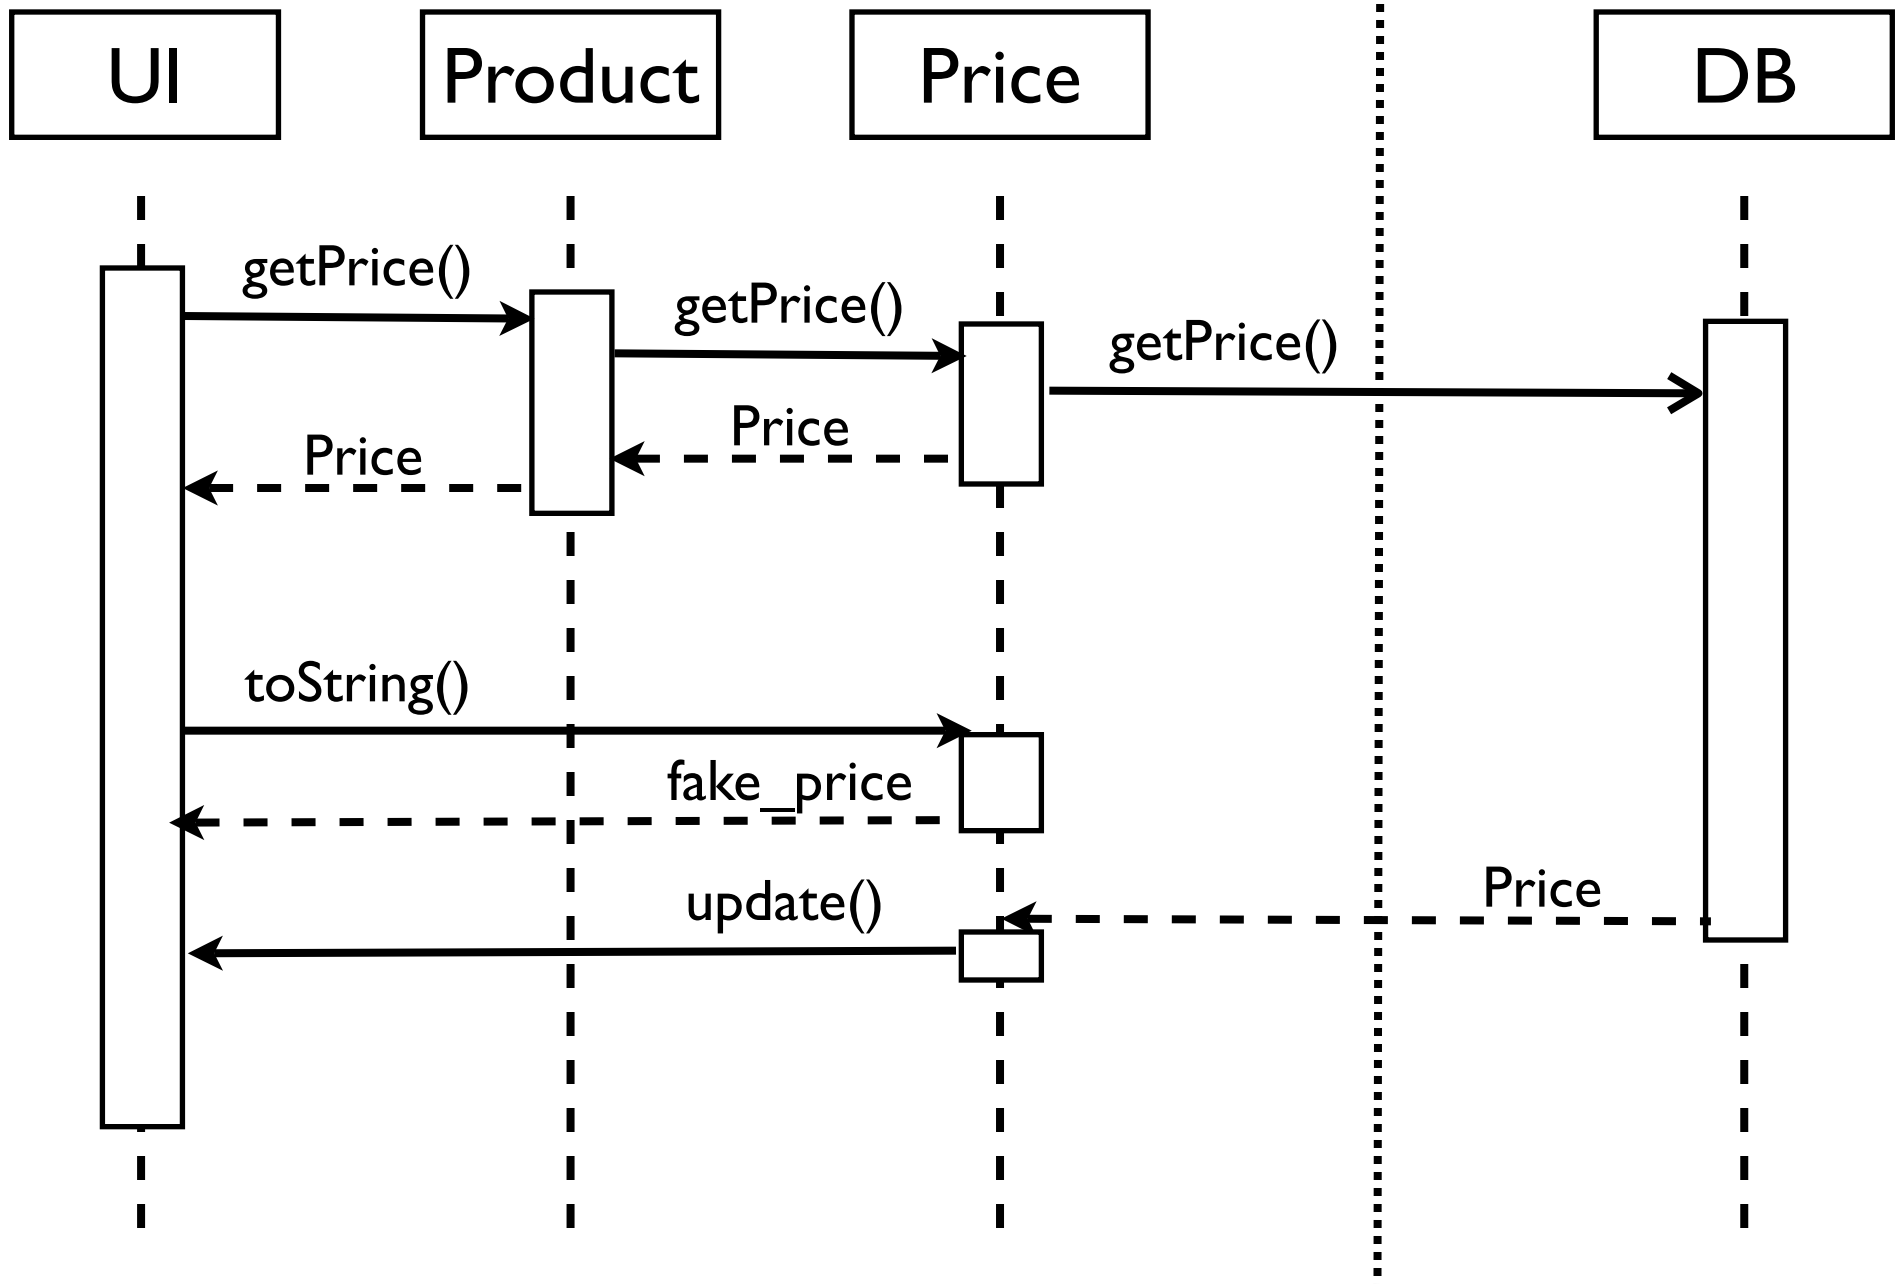 UI
Product
Price
DB
getPrice()
getPrice()
getPrice()
Price
Price
toString()
fake_price
Price
update()